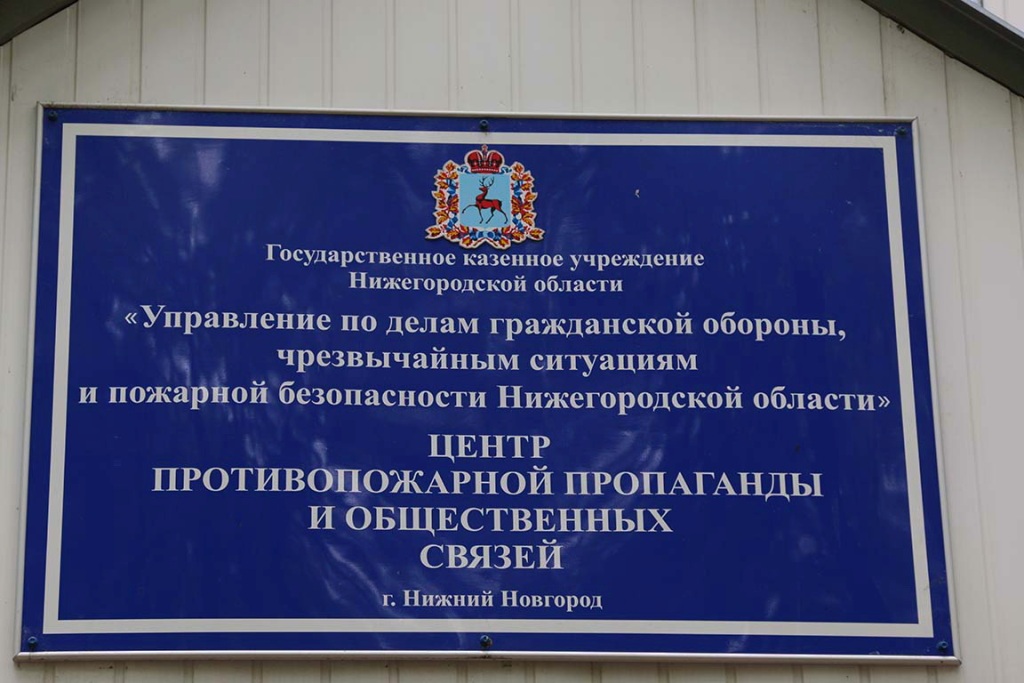 Государственное казенное учреждение
Нижегородской области
«Управление по делам гражданской обороны,
чрезвычайным ситуациям
и пожарной безопасности Нижегородской области»
ЦЕНТР
ПРОТИВОПОЖАРНОЙ ПРОПАГАНДЫ
И ОБЩЕСТВЕННЫХ
СВЯЗЕЙ
г. Нижний Новгород